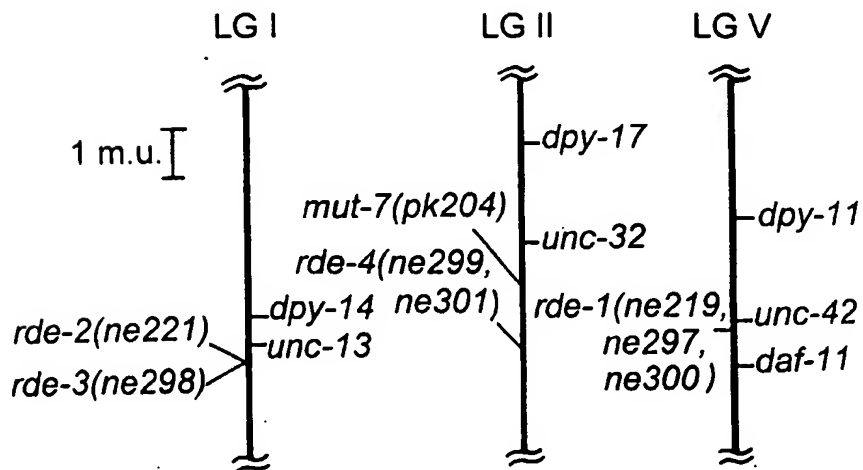 LG I
LG II
LG V
1 m.u.
dpy-17
mut-7(pk204)
dpy-11
unc-32
rde-4(ne299,
ne301)
dpy-14
rde-1(ne219,
ne297,
ne300)
unc-42
rde-2(ne221)
unc-13
daf-11
rde-3(ne298)